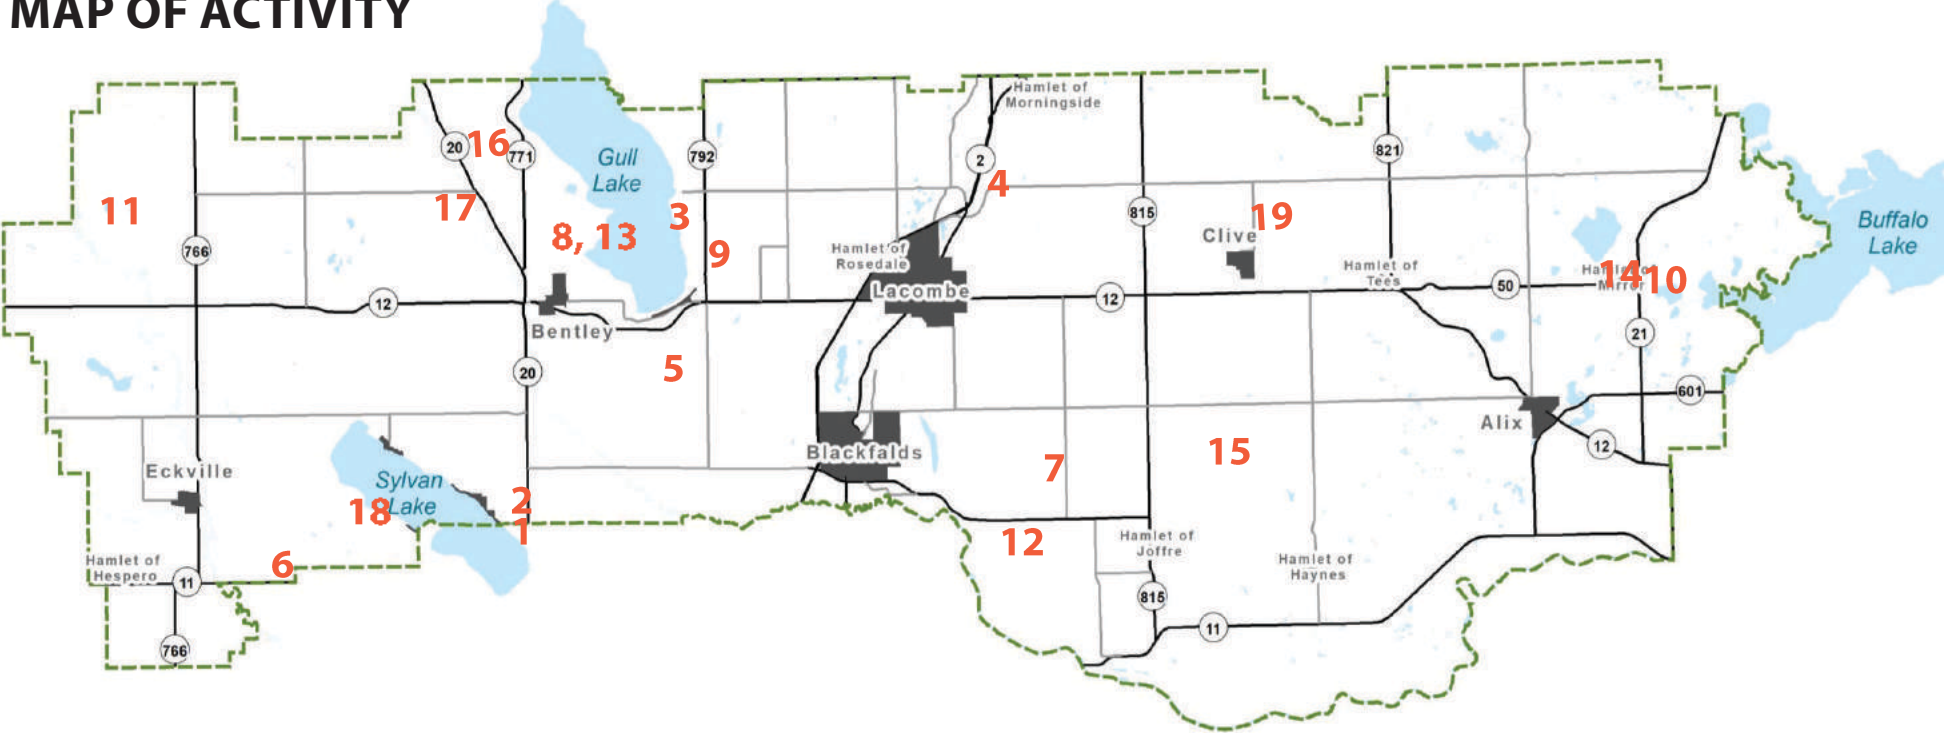 MAP OF ACTIVITY
Hamlet of
Morningside
20
16
771
Gull
Lake
792
2
4
821
11
17
8, 13
3
9
815
19
Clive
766
Hamlet of
Rosedale
Lacombe
Hamlet of
Tees
50
Hamlet of
Mirror
14
10
Buffalo
Lake
12
12
Bentley
21
20
5
601
Alix
12
Blackfalds
7
15
Eckville
Sylvan
Lake
18
2
1
Hamlet of
Hespero
11
6
12
Hamlet of
Joffre
Hamlet of
Haynes
815
11
766